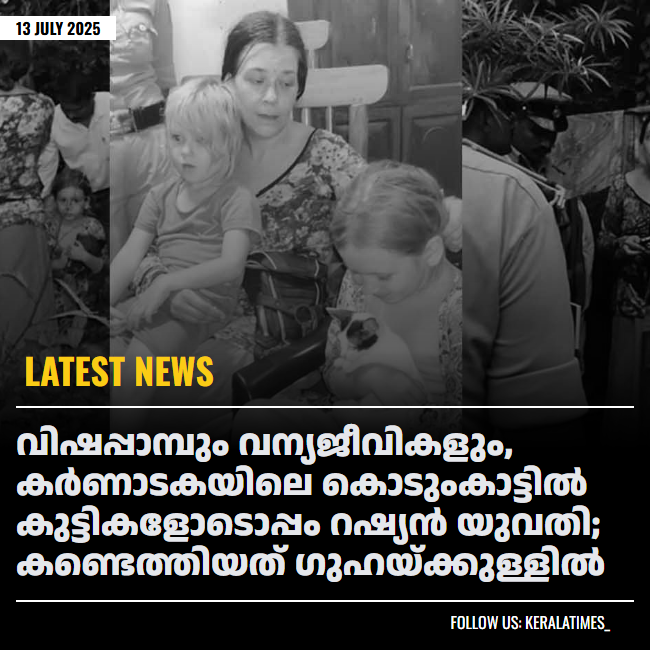 13 JULY 2025
LATEST NEWS
വിഷപ്പാമ്പും വന്യജീവികളും,
കർണാടകയിലെ കൊടുംകാട്ടിൽ
കുട്ടികളോടൊപ്പം റഷ്യൻ യുവതി;
കണ്ടെത്തിയത് ഗുഹയ്ക്കുള്ളിൽ
FOLLOW US: KERALATIMES_